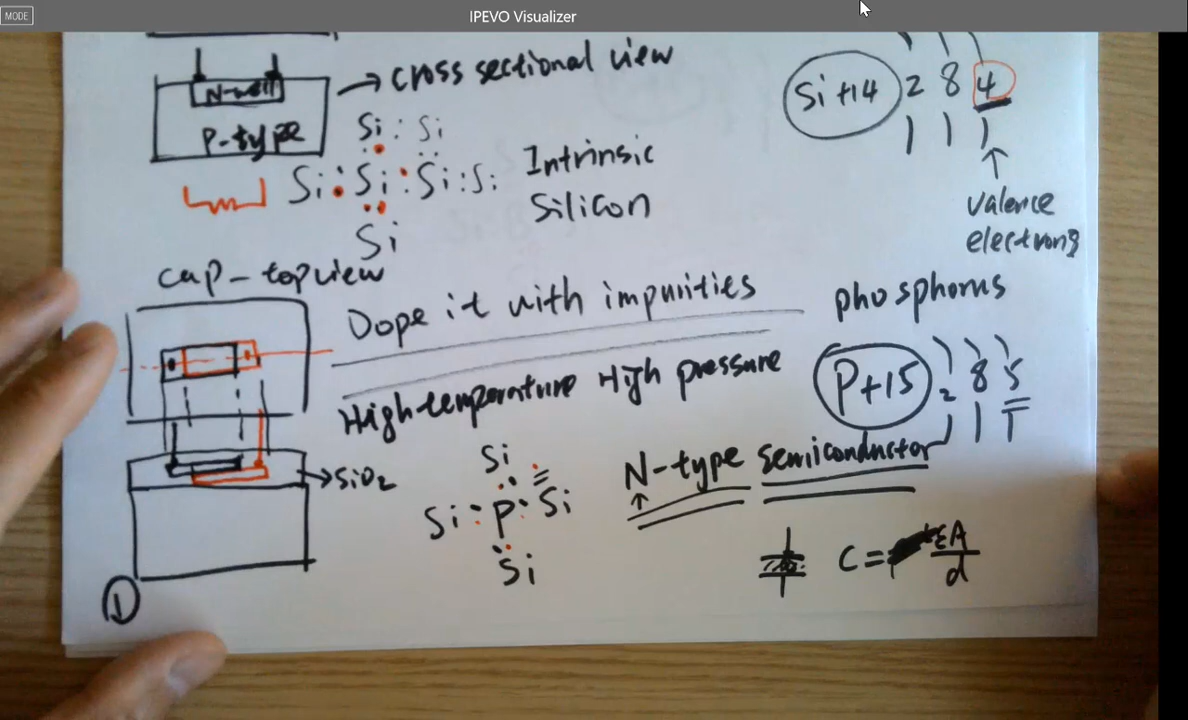 MODE
IPEVO Visualizer
N-well
P-type
→ cross sectional view
Si : Si
Si : Si : Si : Si
Si
Intrinsic
Silicon
Si +14 2 8 4
valence
electrons
cap - top view
Dope it with impurities
High-temperature High pressure
phosphorus
P+15 2 8 5
→ SiO2
Si
Si : P : Si
Si
N-type semiconductor
C = εA/d
1